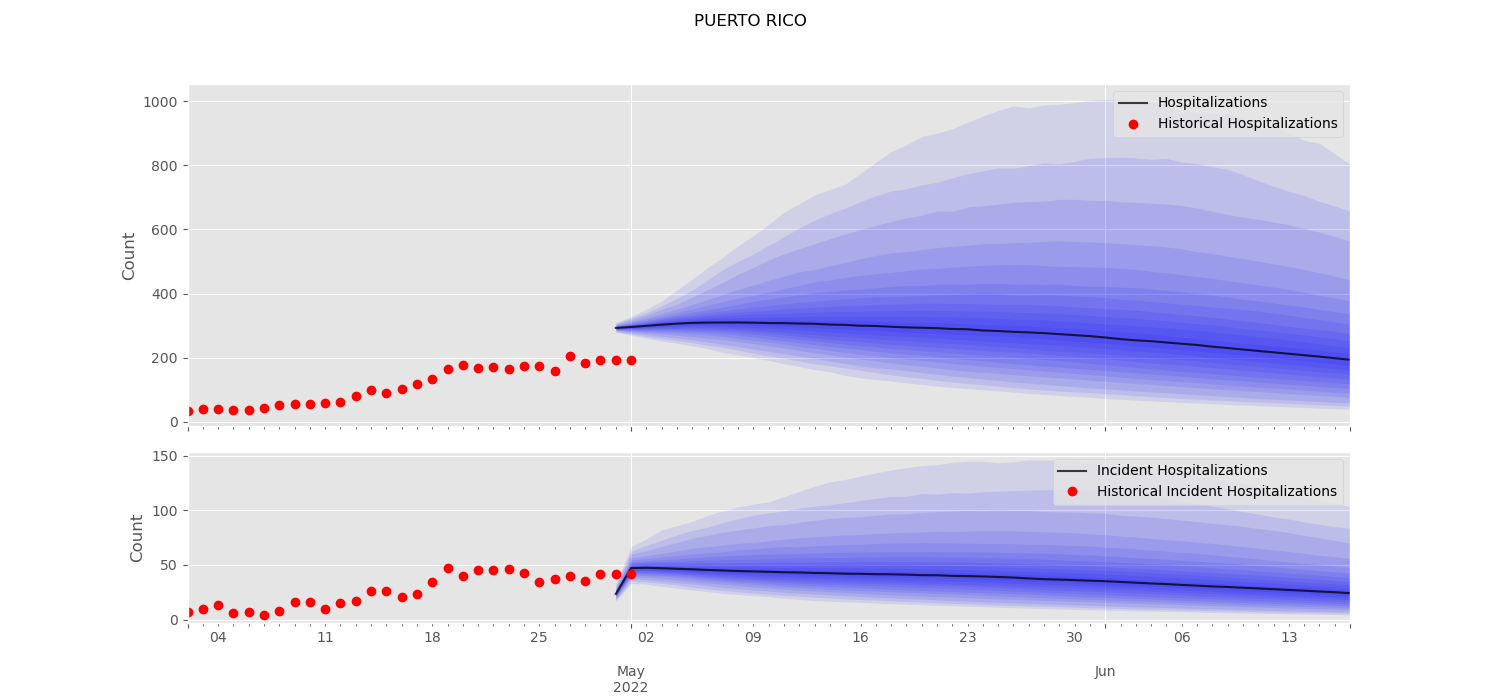 PUERTO RICO
1000
800
600
400
200
0
Count
Hospitalizations
Historical Hospitalizations
150
100
50
0
Count
Incident Hospitalizations
Historical Incident Hospitalizations
04 11 18 25 02 09 16 23 30 06 13
May Jun
2022